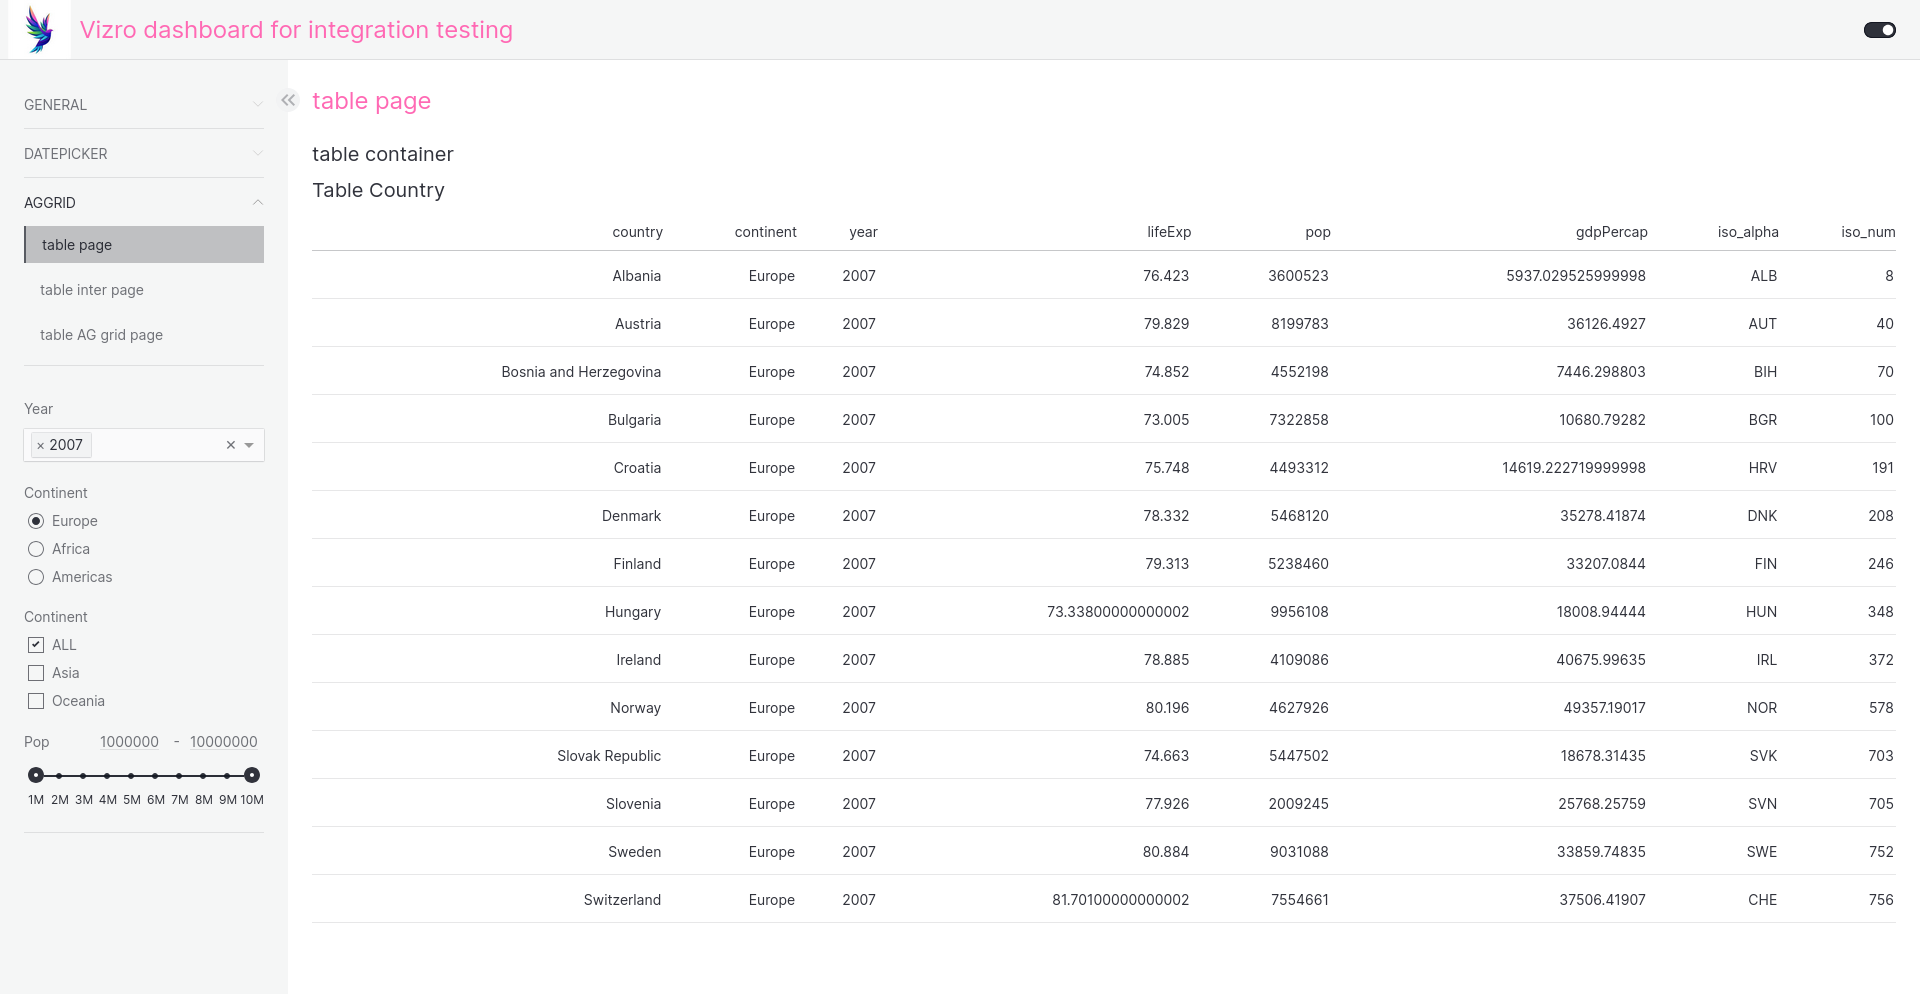 Vizro dashboard for integration testing
GENERAL
DATEPICKER
AGGRID
table page
table inter page
table AG grid page
Year
× 2007 ×
Continent
Europe
Africa
Americas
Continent
ALL
Asia
Oceania
Pop 1000000 - 10000000
1M 2M 3M 4M 5M 6M 7M 8M 9M 10M
table page
table container
Table Country
country continent year lifeExp pop gdpPercap iso_alpha iso_num
Albania Europe 2007 76.423 3600523 5937.029525999998 ALB 8
Austria Europe 2007 79.829 8199783 36126.4927 AUT 40
Bosnia and Herzegovina Europe 2007 74.852 4552198 7446.298803 BIH 70
Bulgaria Europe 2007 73.005 7322858 10680.79282 BGR 100
Croatia Europe 2007 75.748 4493312 14619.222719999998 HRV 191
Denmark Europe 2007 78.332 5468120 35278.41874 DNK 208
Finland Europe 2007 79.313 5238460 33207.0844 FIN 246
Hungary Europe 2007 73.33800000000002 9956108 18008.94444 HUN 348
Ireland Europe 2007 78.885 4109086 40675.99635 IRL 372
Norway Europe 2007 80.196 4627926 49357.19017 NOR 578
Slovak Republic Europe 2007 74.663 5447502 18678.31435 SVK 703
Slovenia Europe 2007 77.926 2009245 25768.25759 SVN 705
Sweden Europe 2007 80.884 9031088 33859.74835 SWE 752
Switzerland Europe 2007 81.70100000000002 7554661 37506.41907 CHE 756